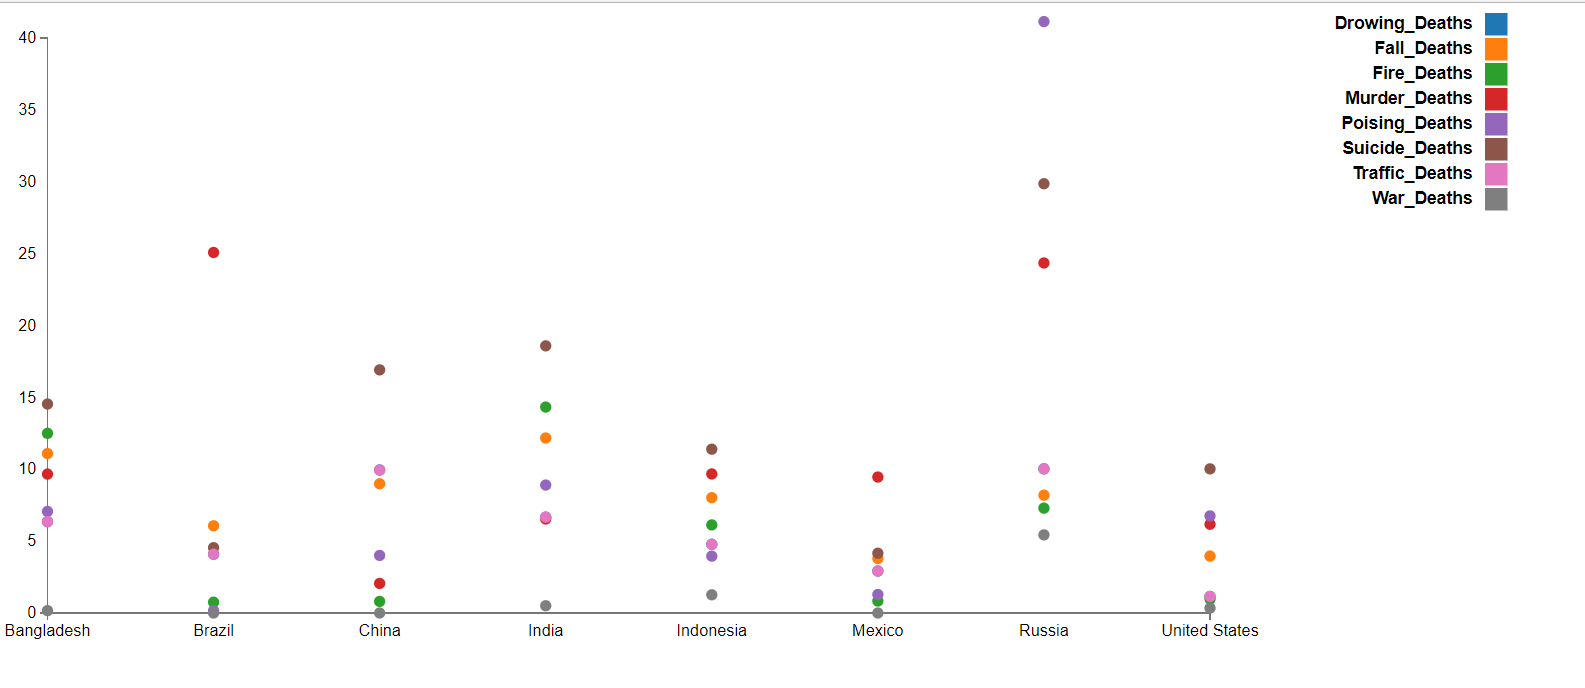 40
35
30
25
20
15
10
5
0
Bangladesh Brazil China India Indonesia Mexico Russia United States
Drowing_Deaths
Fall_Deaths
Fire_Deaths
Murder_Deaths
Poising_Deaths
Suicide_Deaths
Traffic_Deaths
War_Deaths